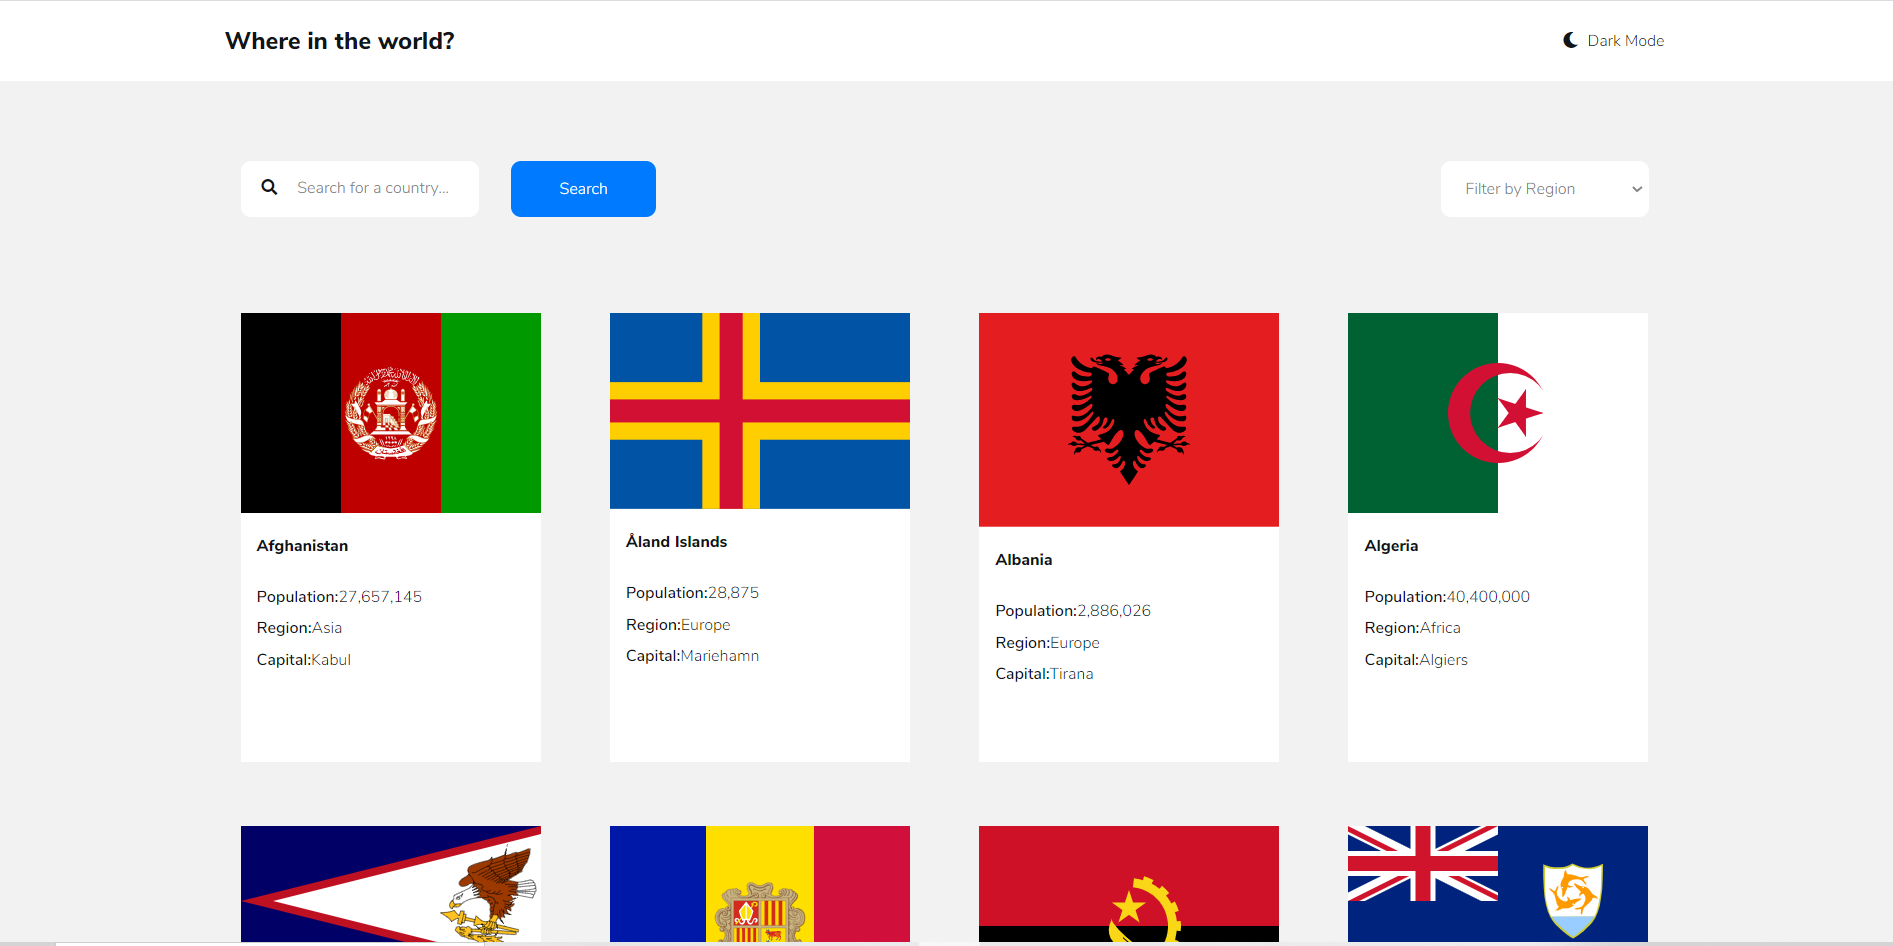 Where in the world?
Dark Mode
Search for a country...
Search
Filter by Region
Afghanistan
Population:27,657,145
Region:Asia
Capital:Kabul
Åland Islands
Population:28,875
Region:Europe
Capital:Mariehamn
Albania
Population:2,886,026
Region:Europe
Capital:Tirana
Algeria
Population:40,400,000
Region:Africa
Capital:Algiers